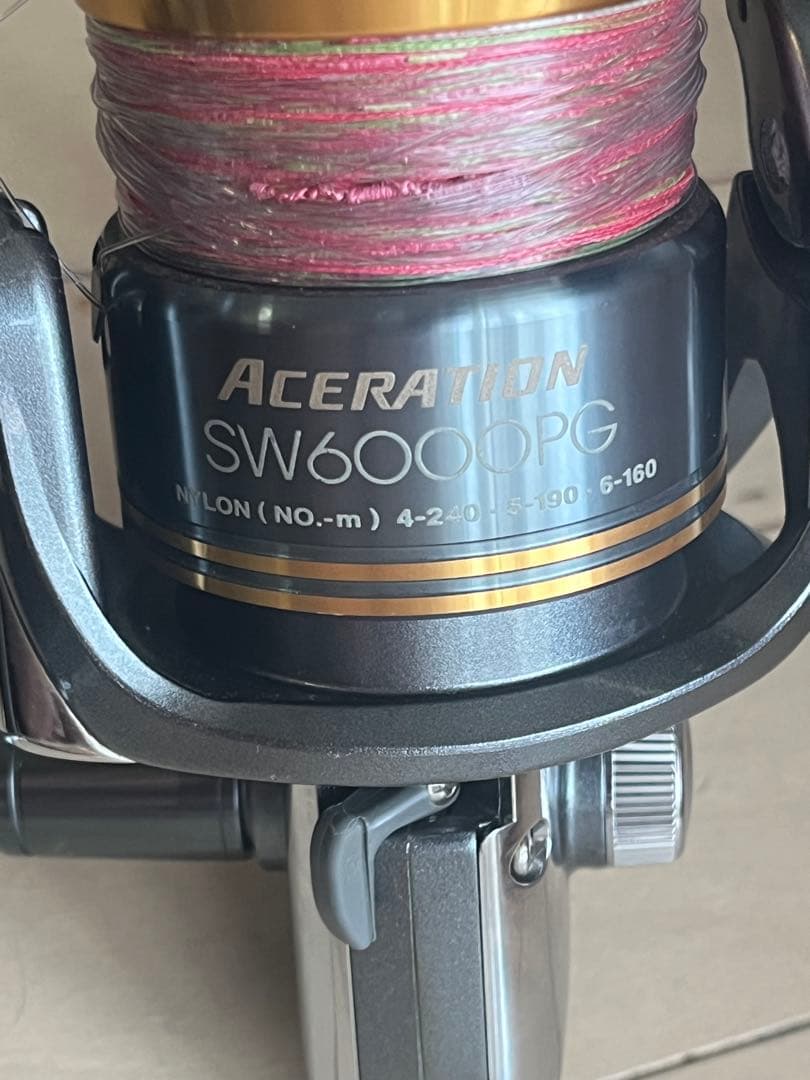 ACERATION
SW6000PG
NYLON (NO.-m) 4-240 · 5-190 · 6-160